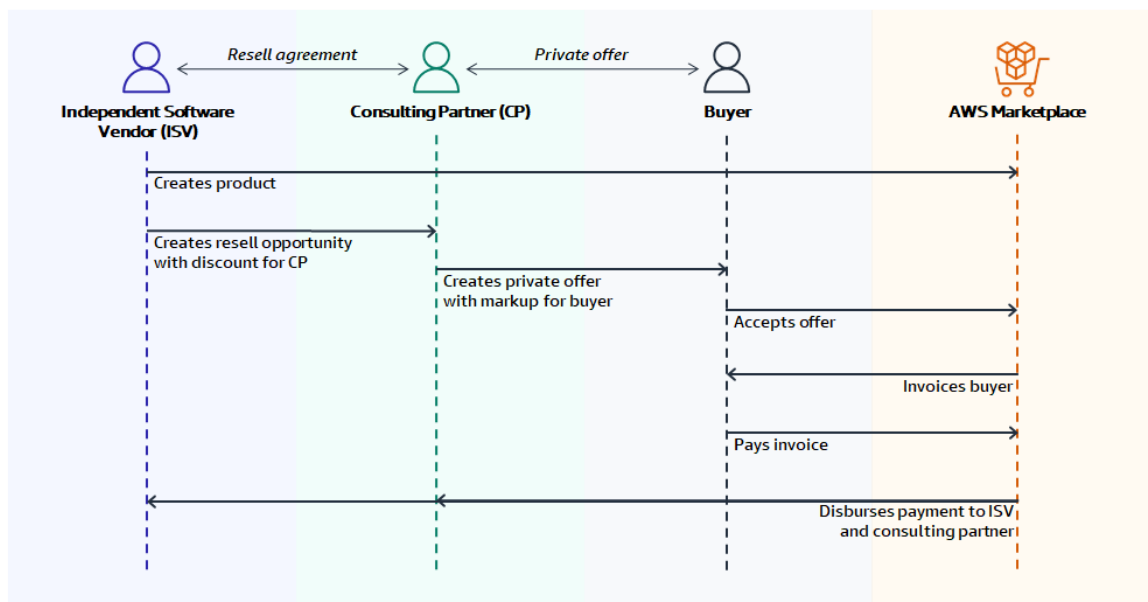 Resell agreement
Private offer
Independent Software
Vendor (ISV)
Consulting Partner (CP)
Buyer
AWS Marketplace
Creates product
Creates resell opportunity
with discount for CP
Creates private offer
with markup for buyer
Accepts offer
Invoices buyer
Pays invoice
Disburses payment to ISV
and consulting partner